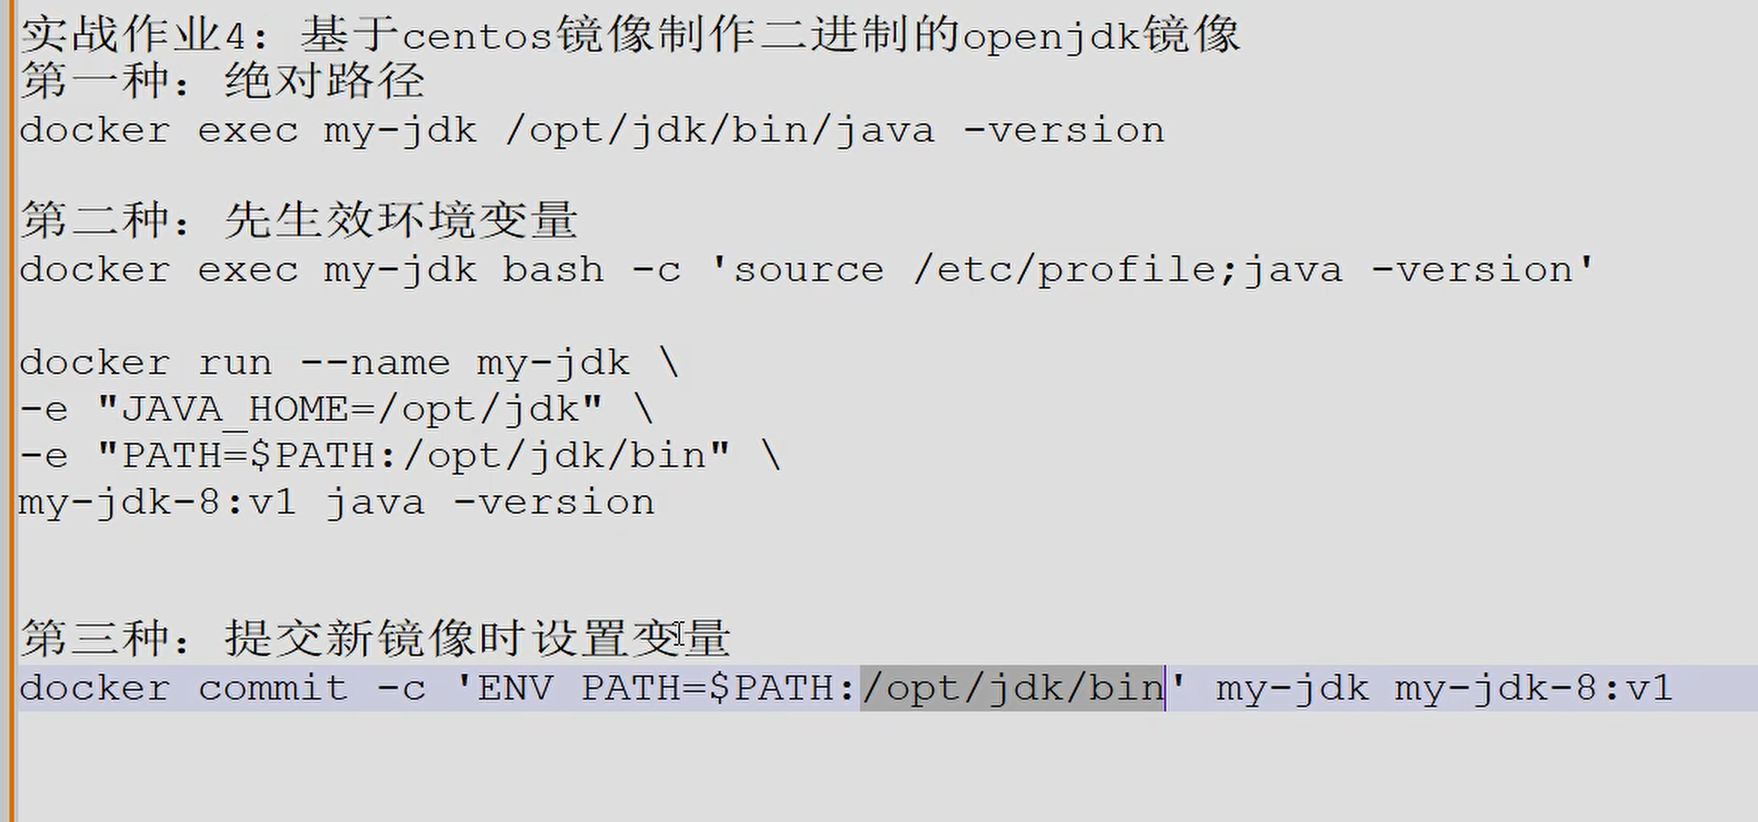 实战作业4：基于centos镜像制作二进制的openjdk镜像
第一种：绝对路径
docker exec my-jdk /opt/jdk/bin/java -version
第二种：先生效环境变量
docker exec my-jdk bash -c 'source /etc/profile;java -version'
docker run --name my-jdk \
-e "JAVA_HOME=/opt/jdk" \
-e "PATH=$PATH:/opt/jdk/bin" \
my-jdk-8:v1 java -version
第三种：提交新镜像时设置变量
docker commit -c 'ENV PATH=$PATH:/opt/jdk/bin' my-jdk my-jdk-8:v1